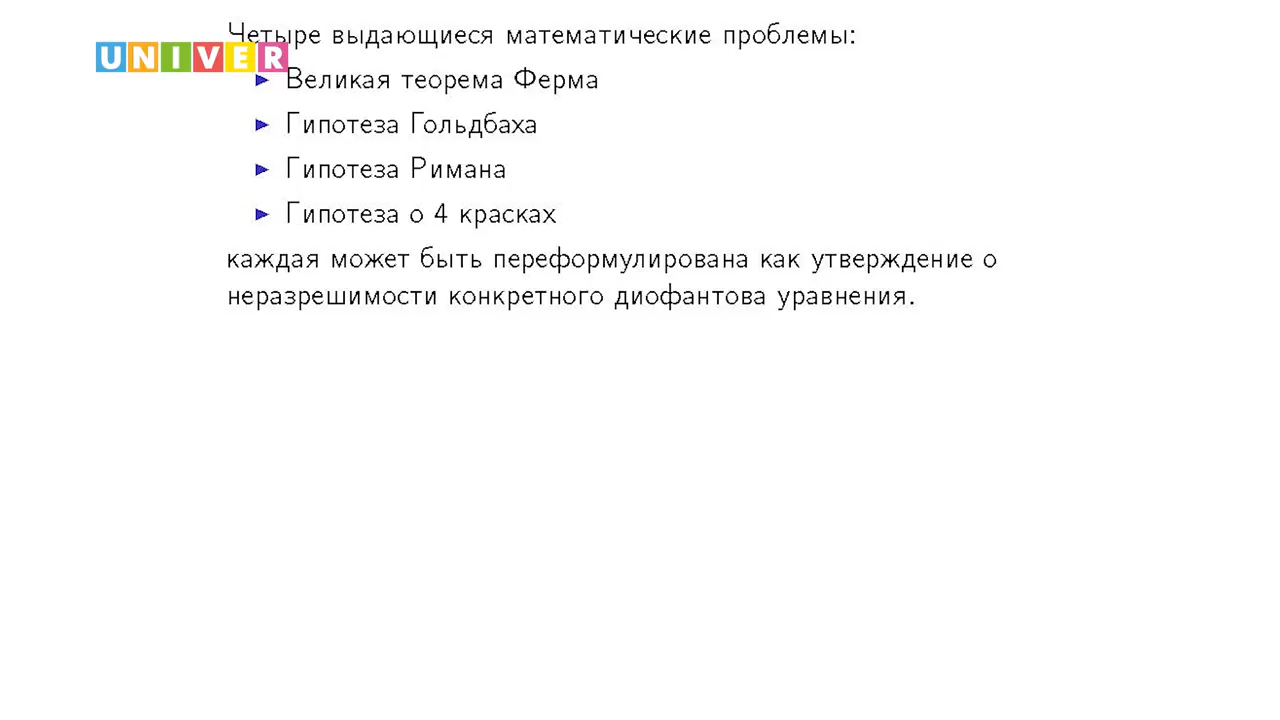 Четыре выдающиеся математические проблемы:
UNIVER
► Великая теорема Ферма
► Гипотеза Гольдбаха
► Гипотеза Римана
► Гипотеза о 4 красках
каждая может быть переформулирована как утверждение о
неразрешимости конкретного диофантова уравнения.